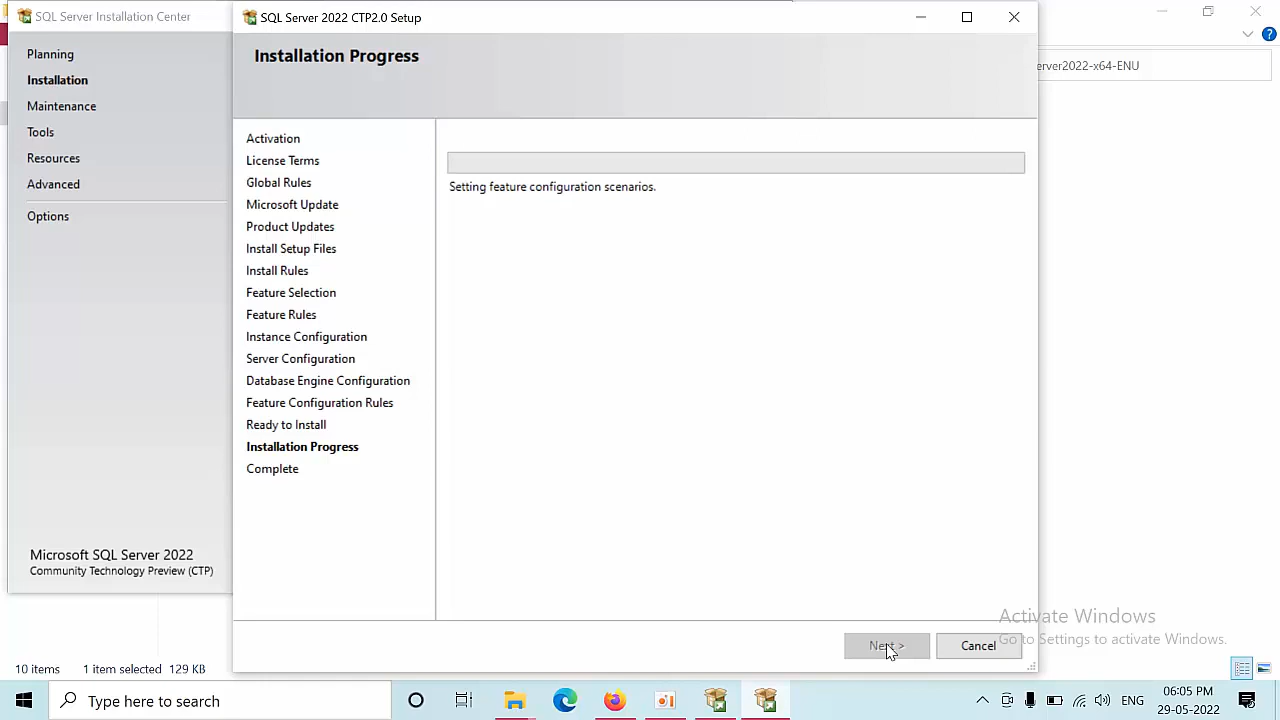 SQL Server Installation Center
Planning
Installation
Maintenance
Tools
Resources
Advanced
Options
Microsoft SQL Server 2022
Community Technology Preview (CTP)
SQL Server 2022 CTP2.0 Setup
Installation Progress
Activation
License Terms
Global Rules
Microsoft Update
Product Updates
Install Setup Files
Install Rules
Feature Selection
Feature Rules
Instance Configuration
Server Configuration
Database Engine Configuration
Feature Configuration Rules
Ready to Install
Installation Progress
Complete
Setting feature configuration scenarios.
Next >
Cancel
erver2022-x64-ENU
Activate Windows
Go to Settings to activate Windows.
10 items 1 item selected 129 KB
Type here to search
ENG
06:05 PM
29-05-2022